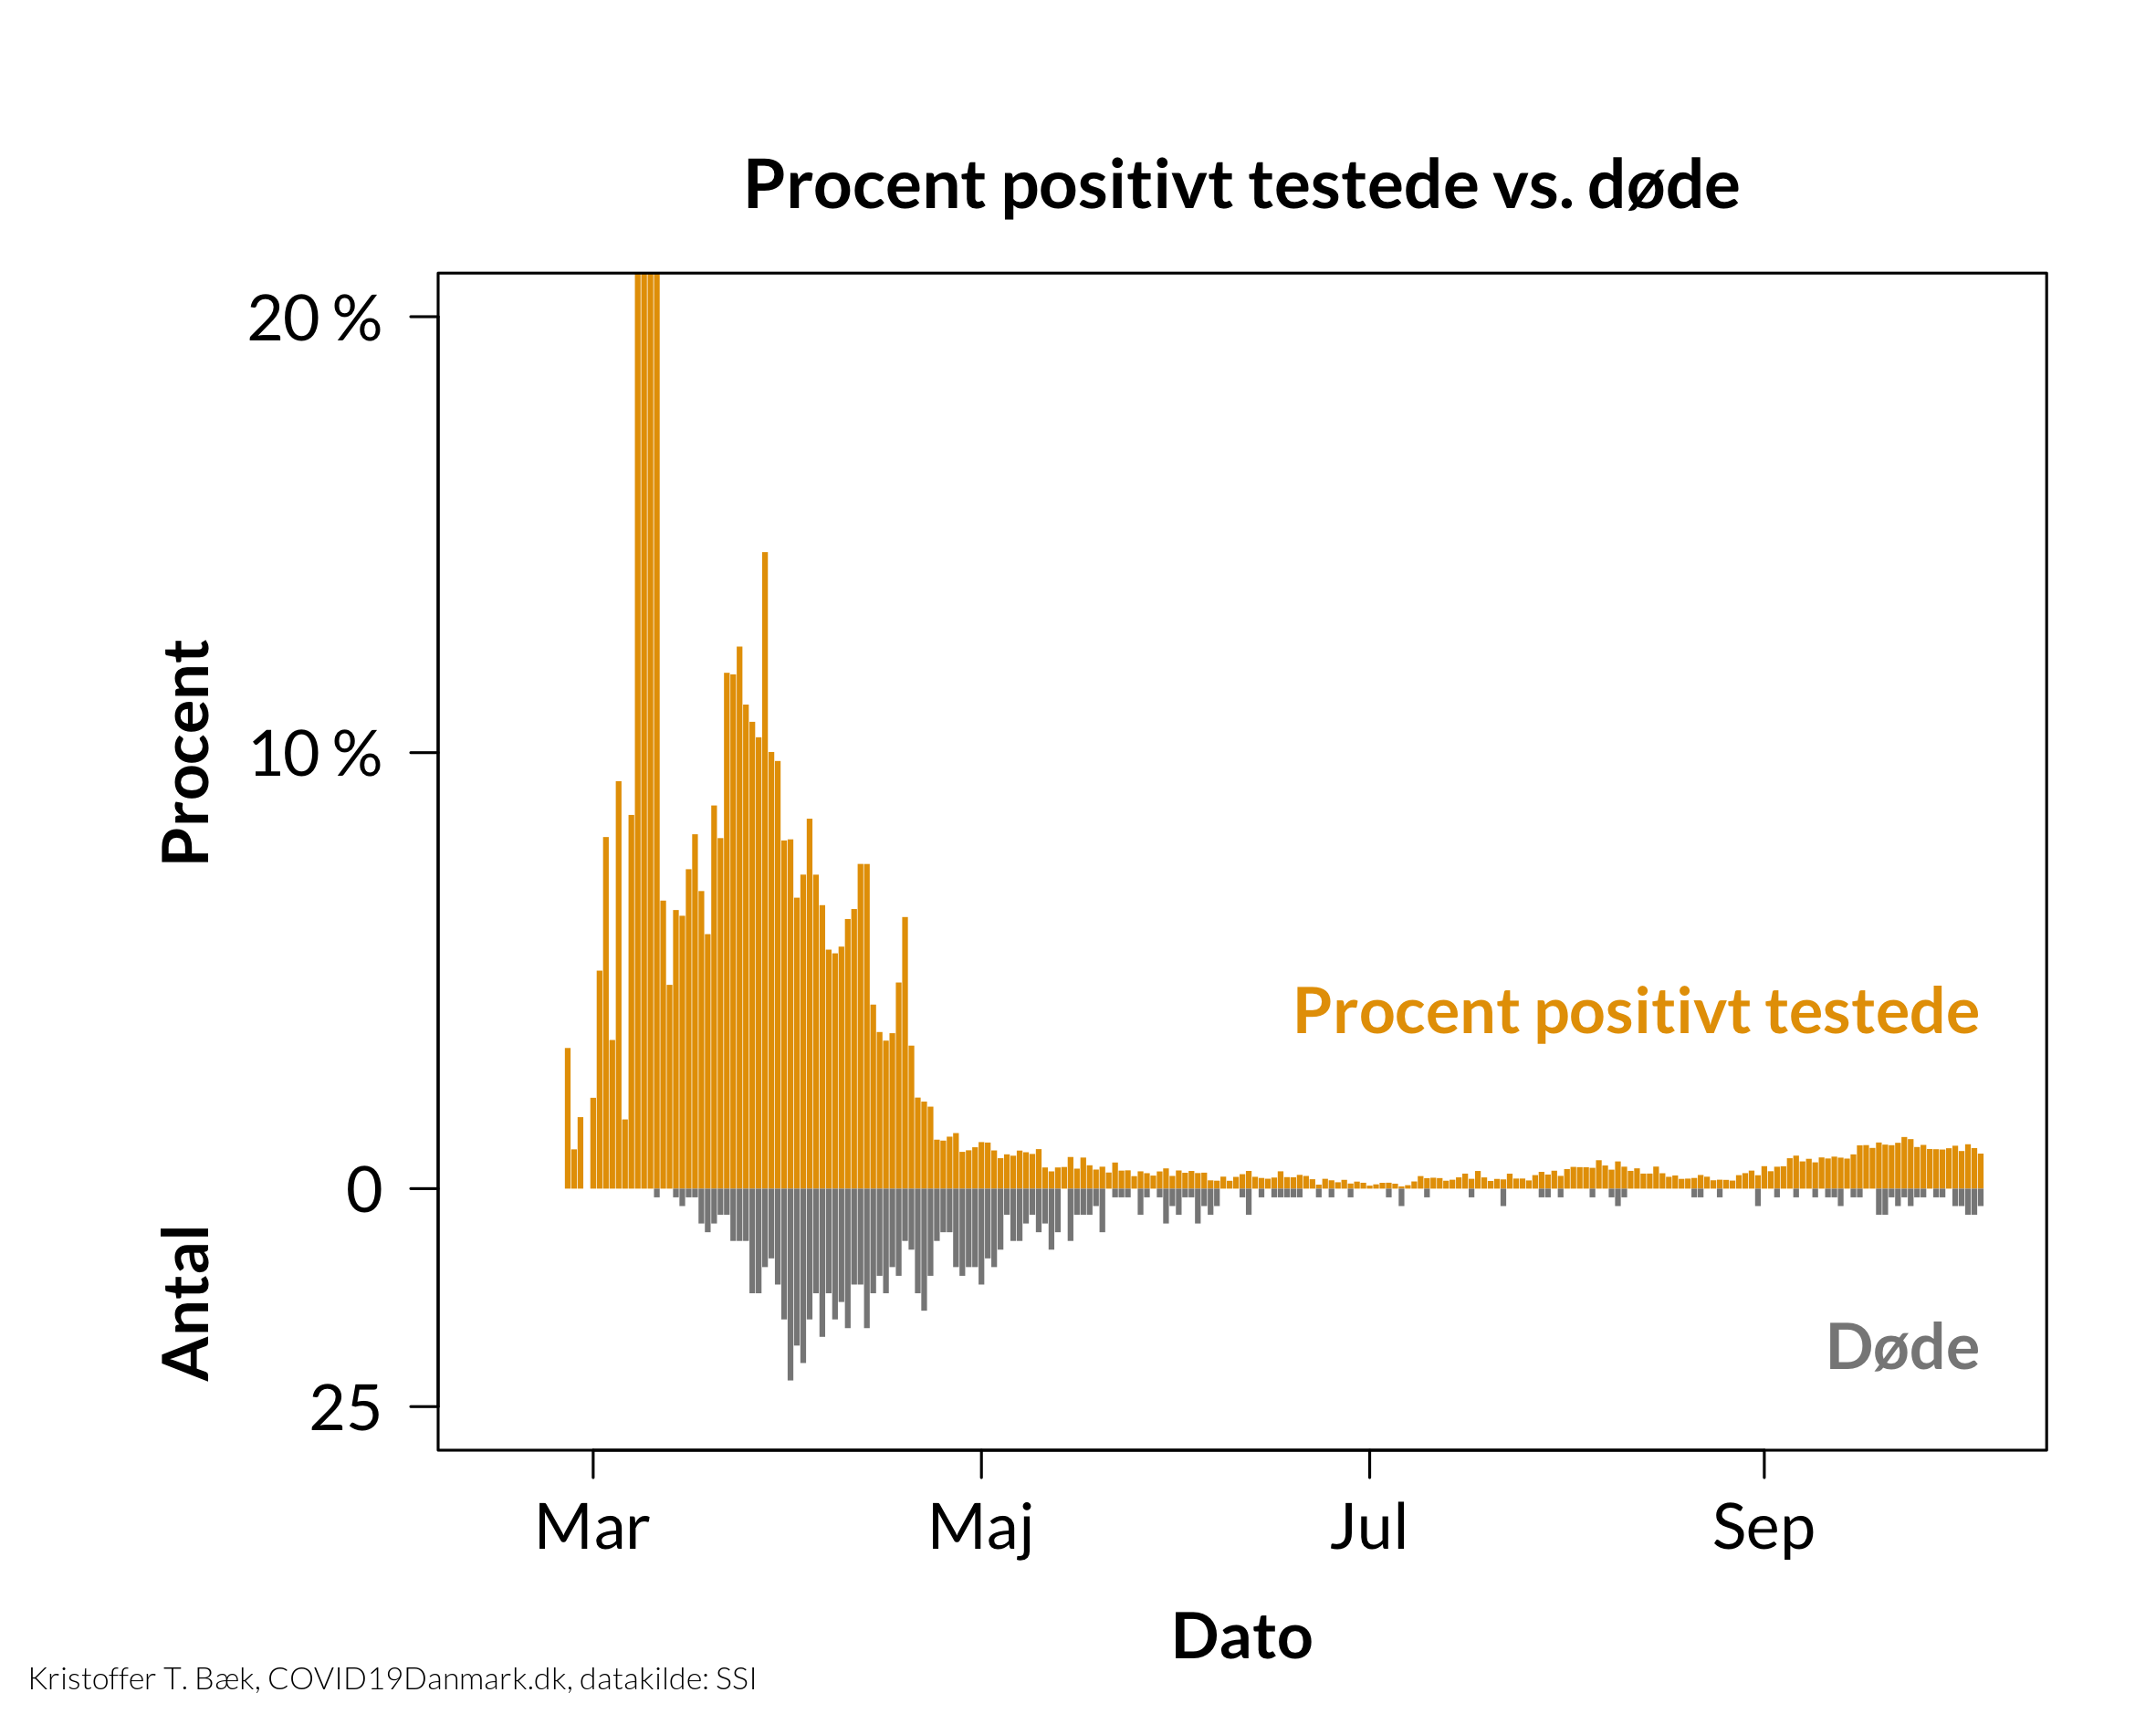 Procent positivt testede vs. døde
20 %
10 %
0
25
Procent
Antal
Procent positivt testede
Døde
Mar
Maj
Jul
Sep
Dato
Kristoffer T. Bæk, COVID19Danmark.dk, datakilde: SSI